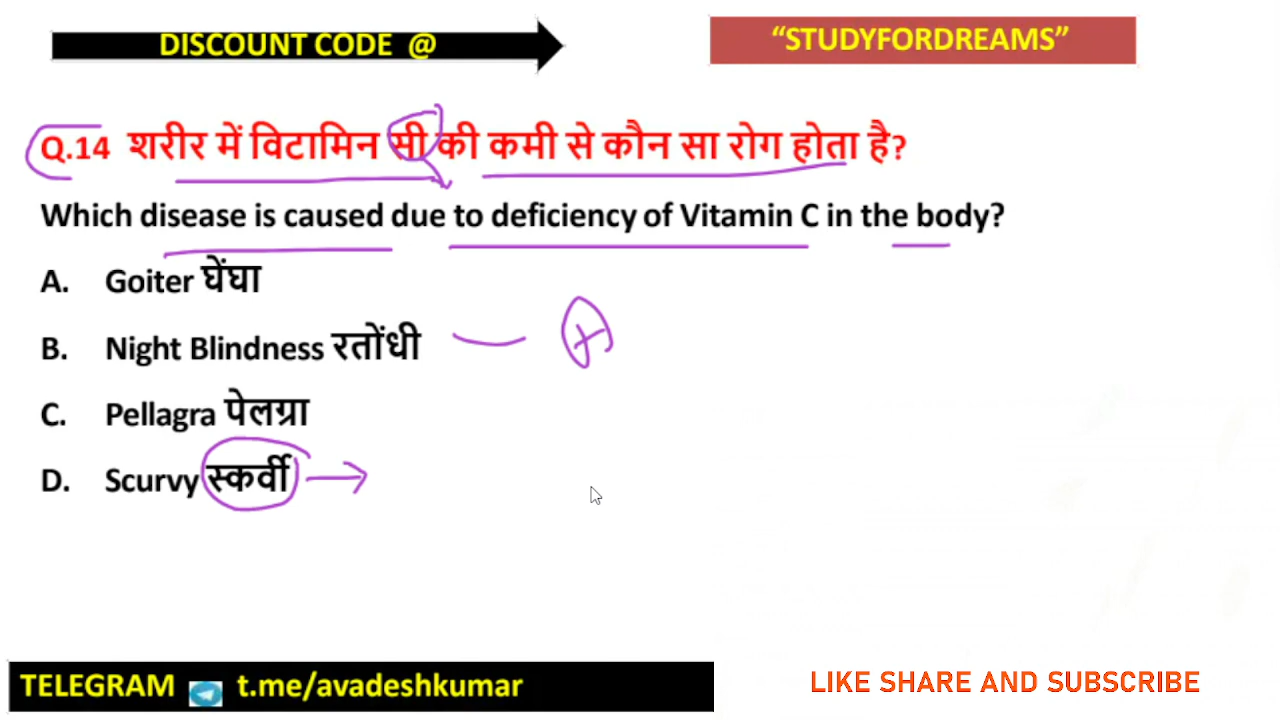 DISCOUNT CODE @
“STUDYFORDREAMS”
Q.14 शरीर में विटामिन सी की कमी से कौन सा रोग होता है?
Which disease is caused due to deficiency of Vitamin C in the body?
A. Goiter घेंघा
B. Night Blindness रतोंधी
C. Pellagra पेलग्रा
D. Scurvy स्कर्वी
TELEGRAM t.me/avadeshkumar
LIKE SHARE AND SUBSCRIBE